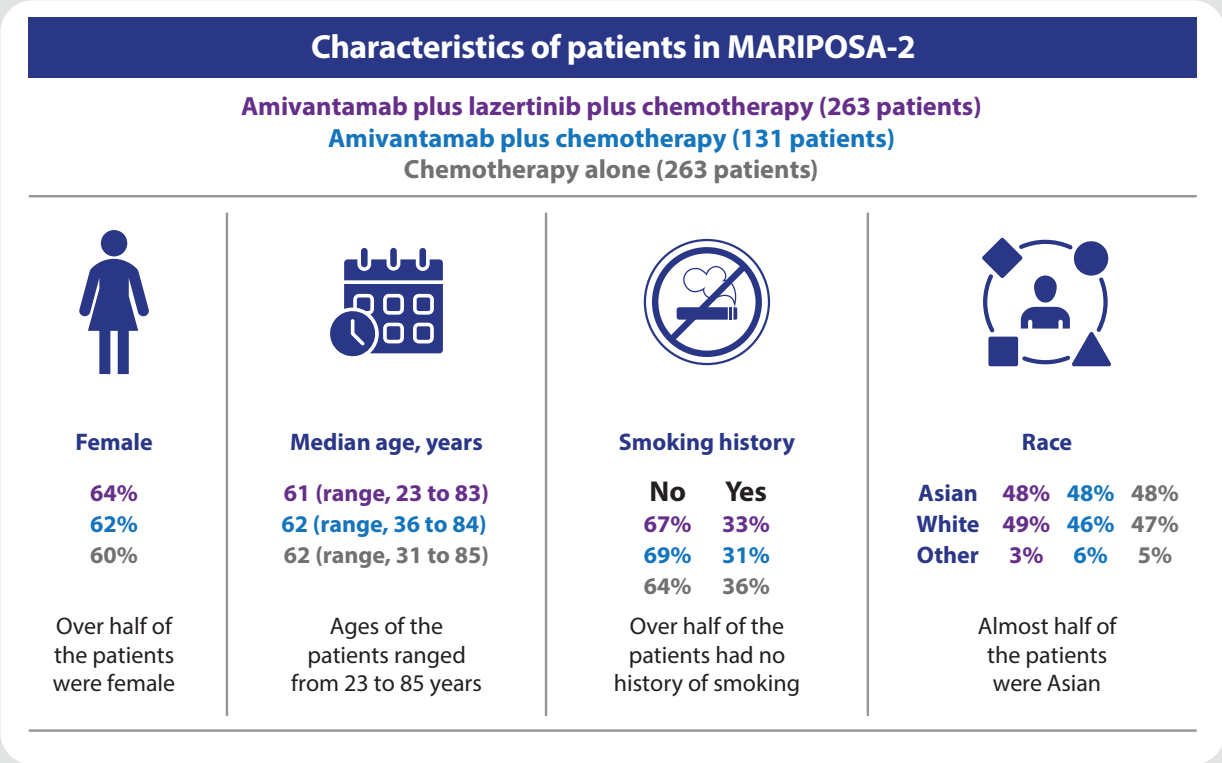 Characteristics of patients in MARIPOSA-2
Amivantamab plus lazertinib plus chemotherapy (263 patients)
Amivantamab plus chemotherapy (131 patients)
Chemotherapy alone (263 patients)
Female
64%
62%
60%
Over half of
the patients
were female
Median age, years
61 (range, 23 to 83)
62 (range, 36 to 84)
62 (range, 31 to 85)
Ages of the
patients ranged
from 23 to 85 years
Smoking history
No Yes
67% 33%
69% 31%
64% 36%
Over half of the
patients had no
history of smoking
Race
Asian 48% 48% 48%
White 49% 46% 47%
Other 3% 6% 5%
Almost half of
the patients
were Asian